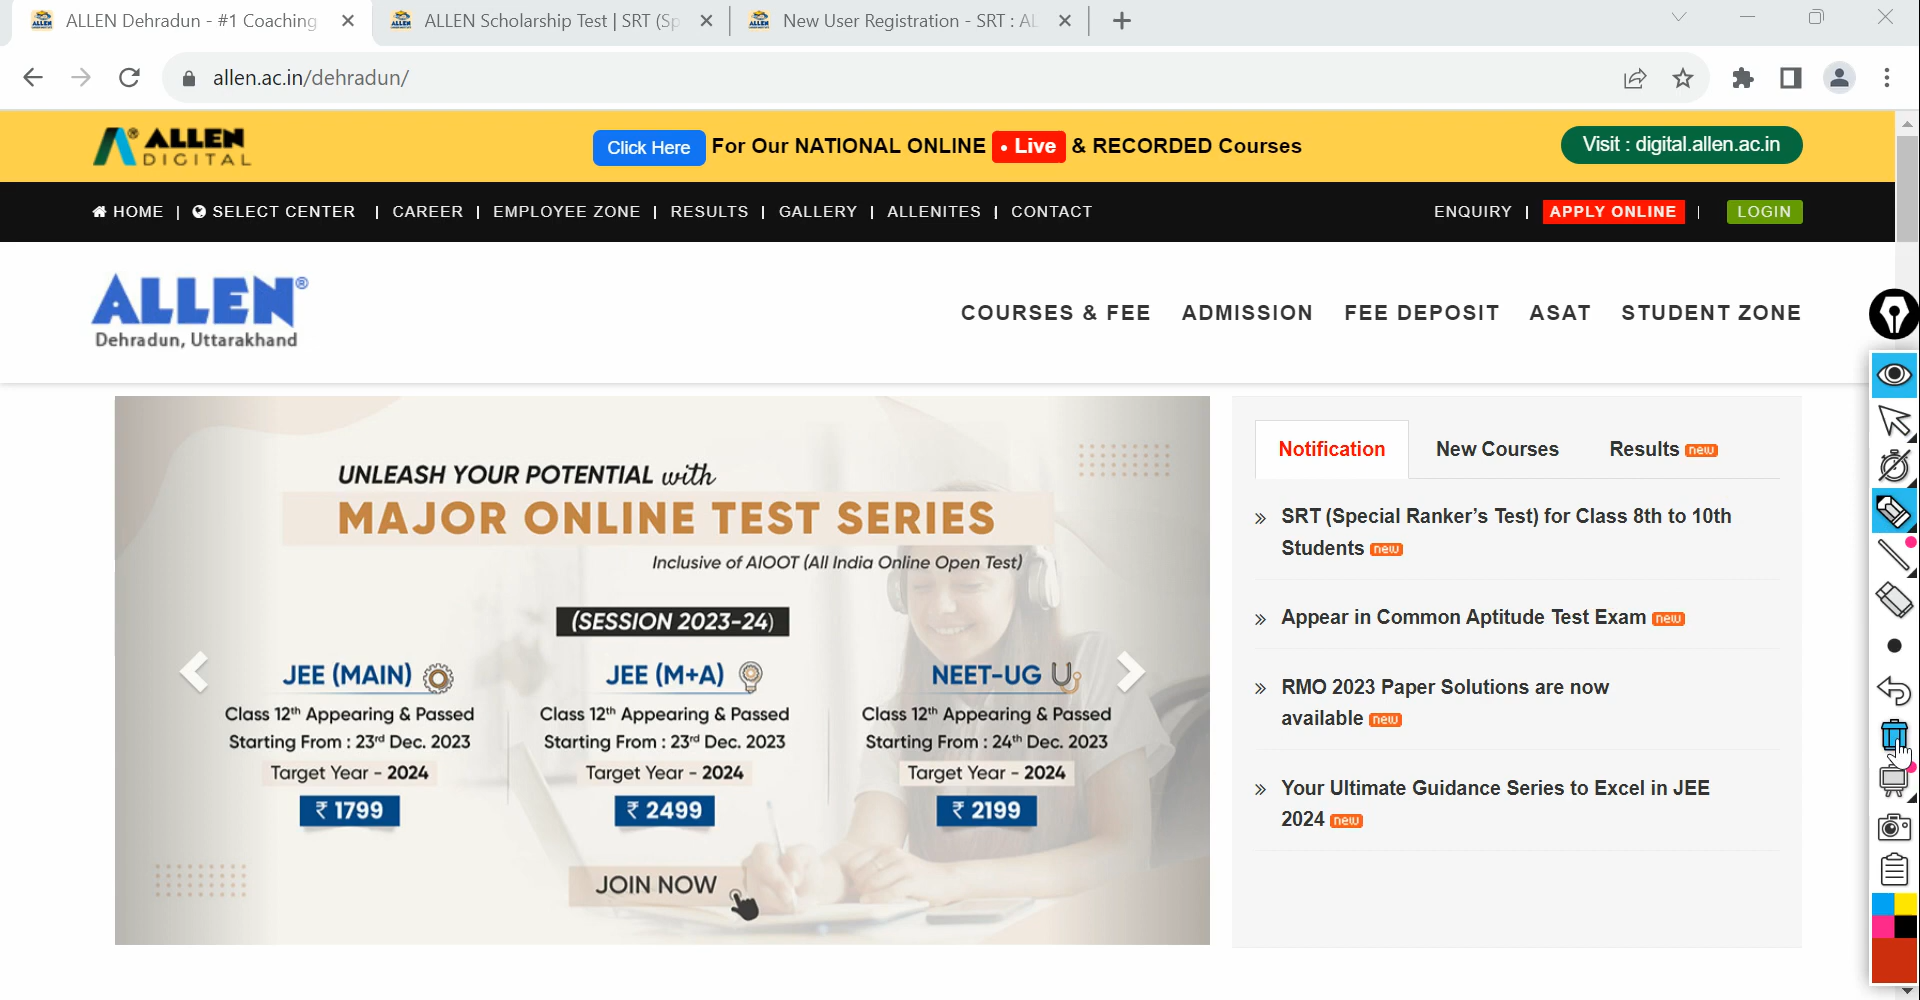 ALLEN Dehradun - #1 Coaching
ALLEN Scholarship Test | SRT (Sp
New User Registration - SRT : AL
allen.ac.in/dehradun/
ALLEN
DIGITAL
Click Here For Our NATIONAL ONLINE • Live & RECORDED Courses
Visit : digital.allen.ac.in
HOME | SELECT CENTER | CAREER | EMPLOYEE ZONE | RESULTS | GALLERY | ALLENITES | CONTACT
ENQUIRY | APPLY ONLINE | LOGIN
ALLEN®
Dehradun, Uttarakhand
COURSES & FEE ADMISSION FEE DEPOSIT ASAT STUDENT ZONE
UNLEASH YOUR POTENTIAL with
MAJOR ONLINE TEST SERIES
Inclusive of AIOOT (All India Online Open Test)
(SESSION 2023-24)
JEE (MAIN)
Class 12th Appearing & Passed
Starting From : 23rd Dec. 2023
Target Year - 2024
₹ 1799
JEE (M+A)
Class 12th Appearing & Passed
Starting From : 23rd Dec. 2023
Target Year - 2024
₹ 2499
NEET-UG
Class 12th Appearing & Passed
Starting From : 24th Dec. 2023
Target Year - 2024
₹ 2199
JOIN NOW
Notification New Courses Results new
» SRT (Special Ranker's Test) for Class 8th to 10th
Students new
» Appear in Common Aptitude Test Exam new
» RMO 2023 Paper Solutions are now
available new
» Your Ultimate Guidance Series to Excel in JEE
2024 new